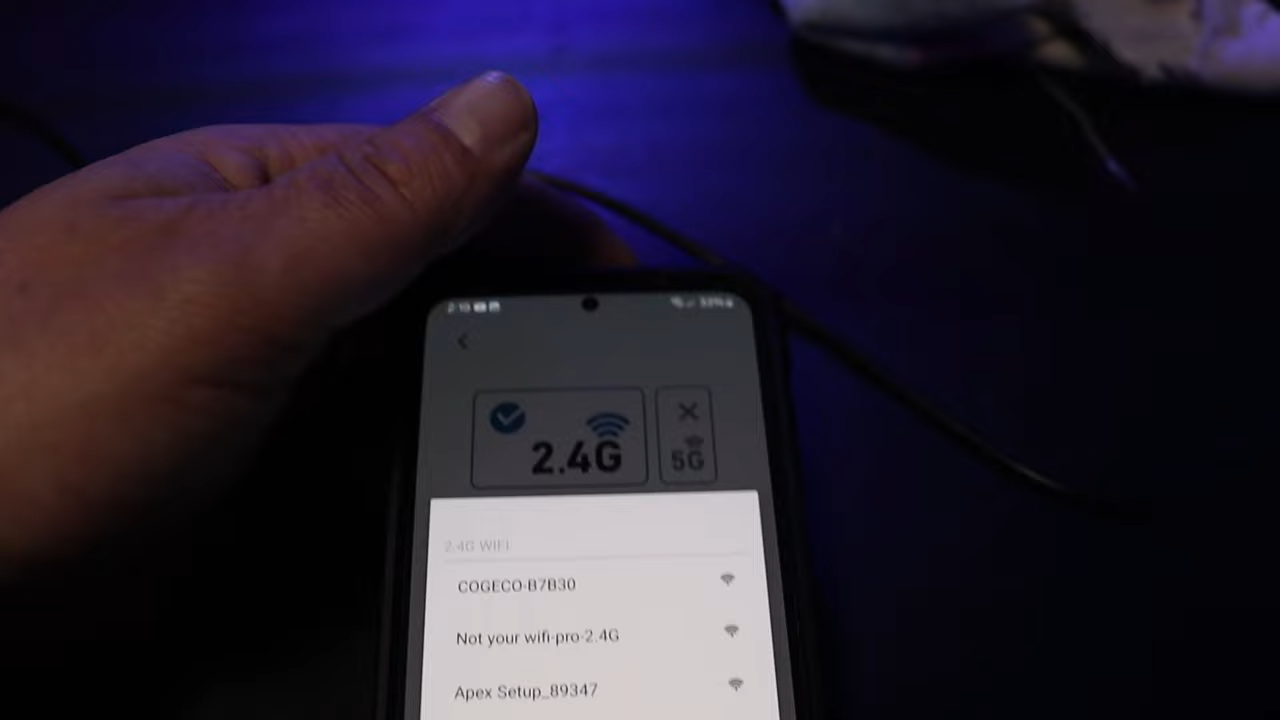 2.4G
5G
2.4G WIFI
COGECO-B7B30
Not your wifi-pro-2.4G
Apex Setup_89347